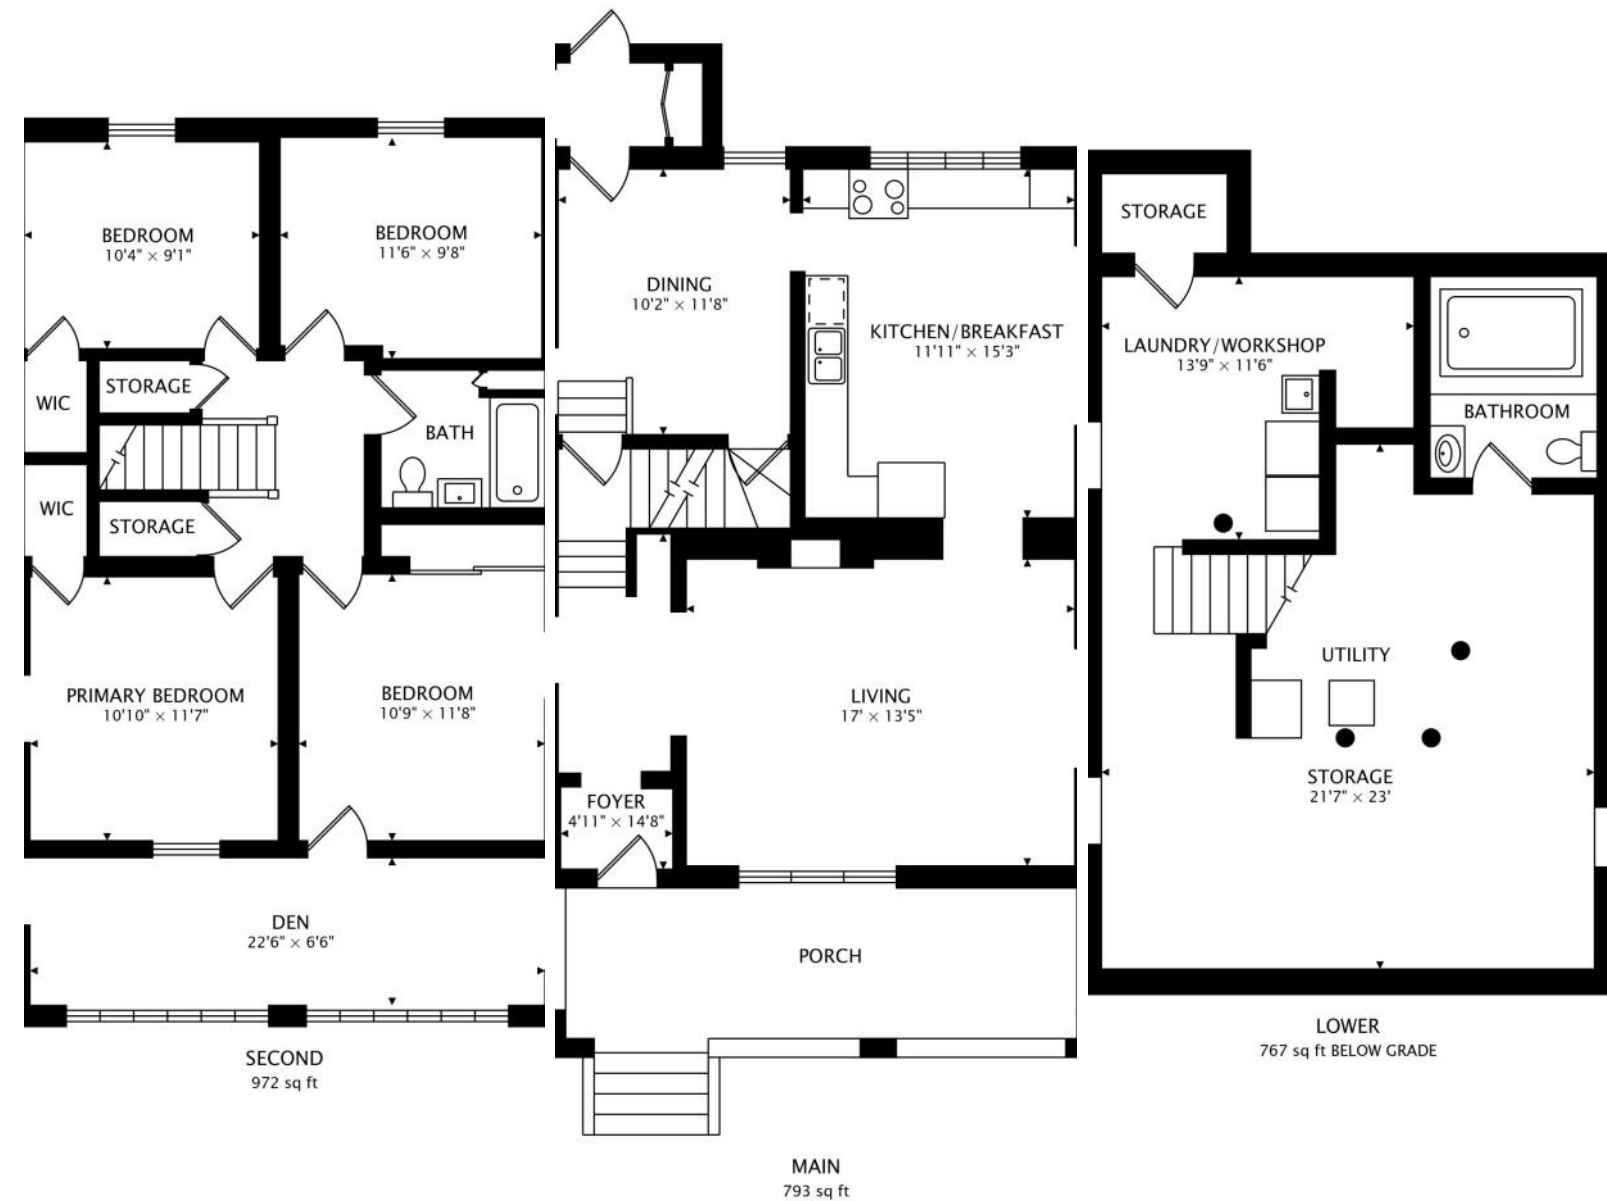 BEDROOM
10'4" × 9'1"
BEDROOM
11'6" × 9'8"
WIC
STORAGE
BATH
WIC
STORAGE
PRIMARY BEDROOM
10'10" × 11'7"
BEDROOM
10'9" × 11'8"
DEN
22'6" × 6'6"
SECOND
972 sq ft
DINING
10'2" × 11'8"
KITCHEN/BREAKFAST
11'11" × 15'3"
LIVING
17' × 13'5"
FOYER
4'11" × 14'8"
PORCH
MAIN
793 sq ft
STORAGE
LAUNDRY/WORKSHOP
13'9" × 11'6"
BATHROOM
UTILITY
STORAGE
21'7" × 23'
LOWER
767 sq ft BELOW GRADE